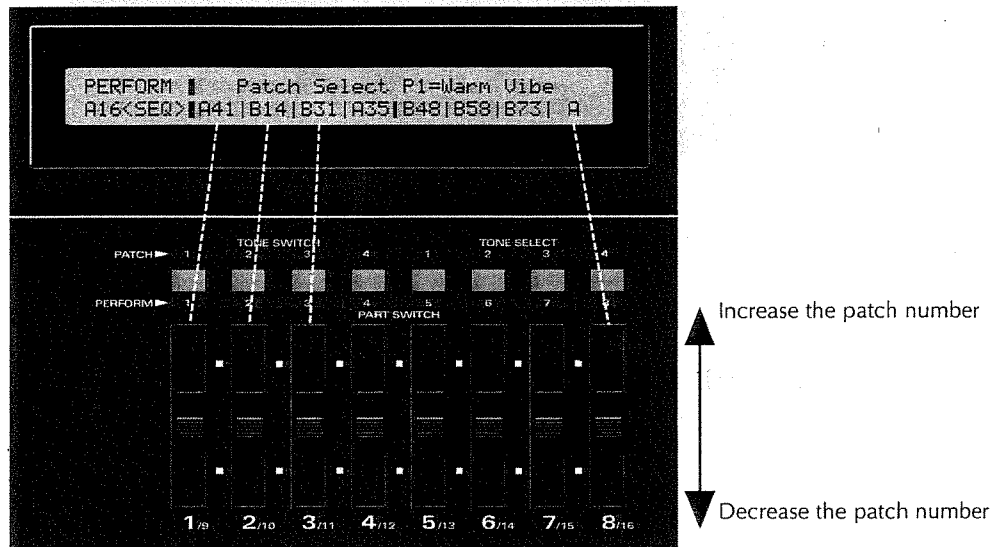 PERFORM Patch Select P1=Warm Vibe
A16<SEQ> A41|B14|B31|A35|B48|B58|B73| A
TONE SWITCH TONE SELECT
PATCH 1 2 3 4 1 2 3 4
PERFORM 1 2 3 4 5 6 7 8
PART SWITCH
Increase the patch number
1/9 2/10 3/11 4/12 5/13 6/14 7/15 8/16
Decrease the patch number